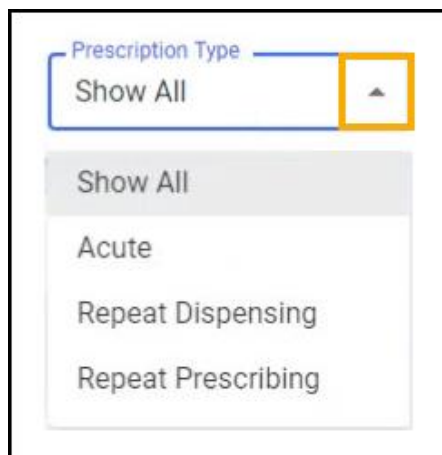 Prescription Type
Show All
Show All
Acute
Repeat Dispensing
Repeat Prescribing